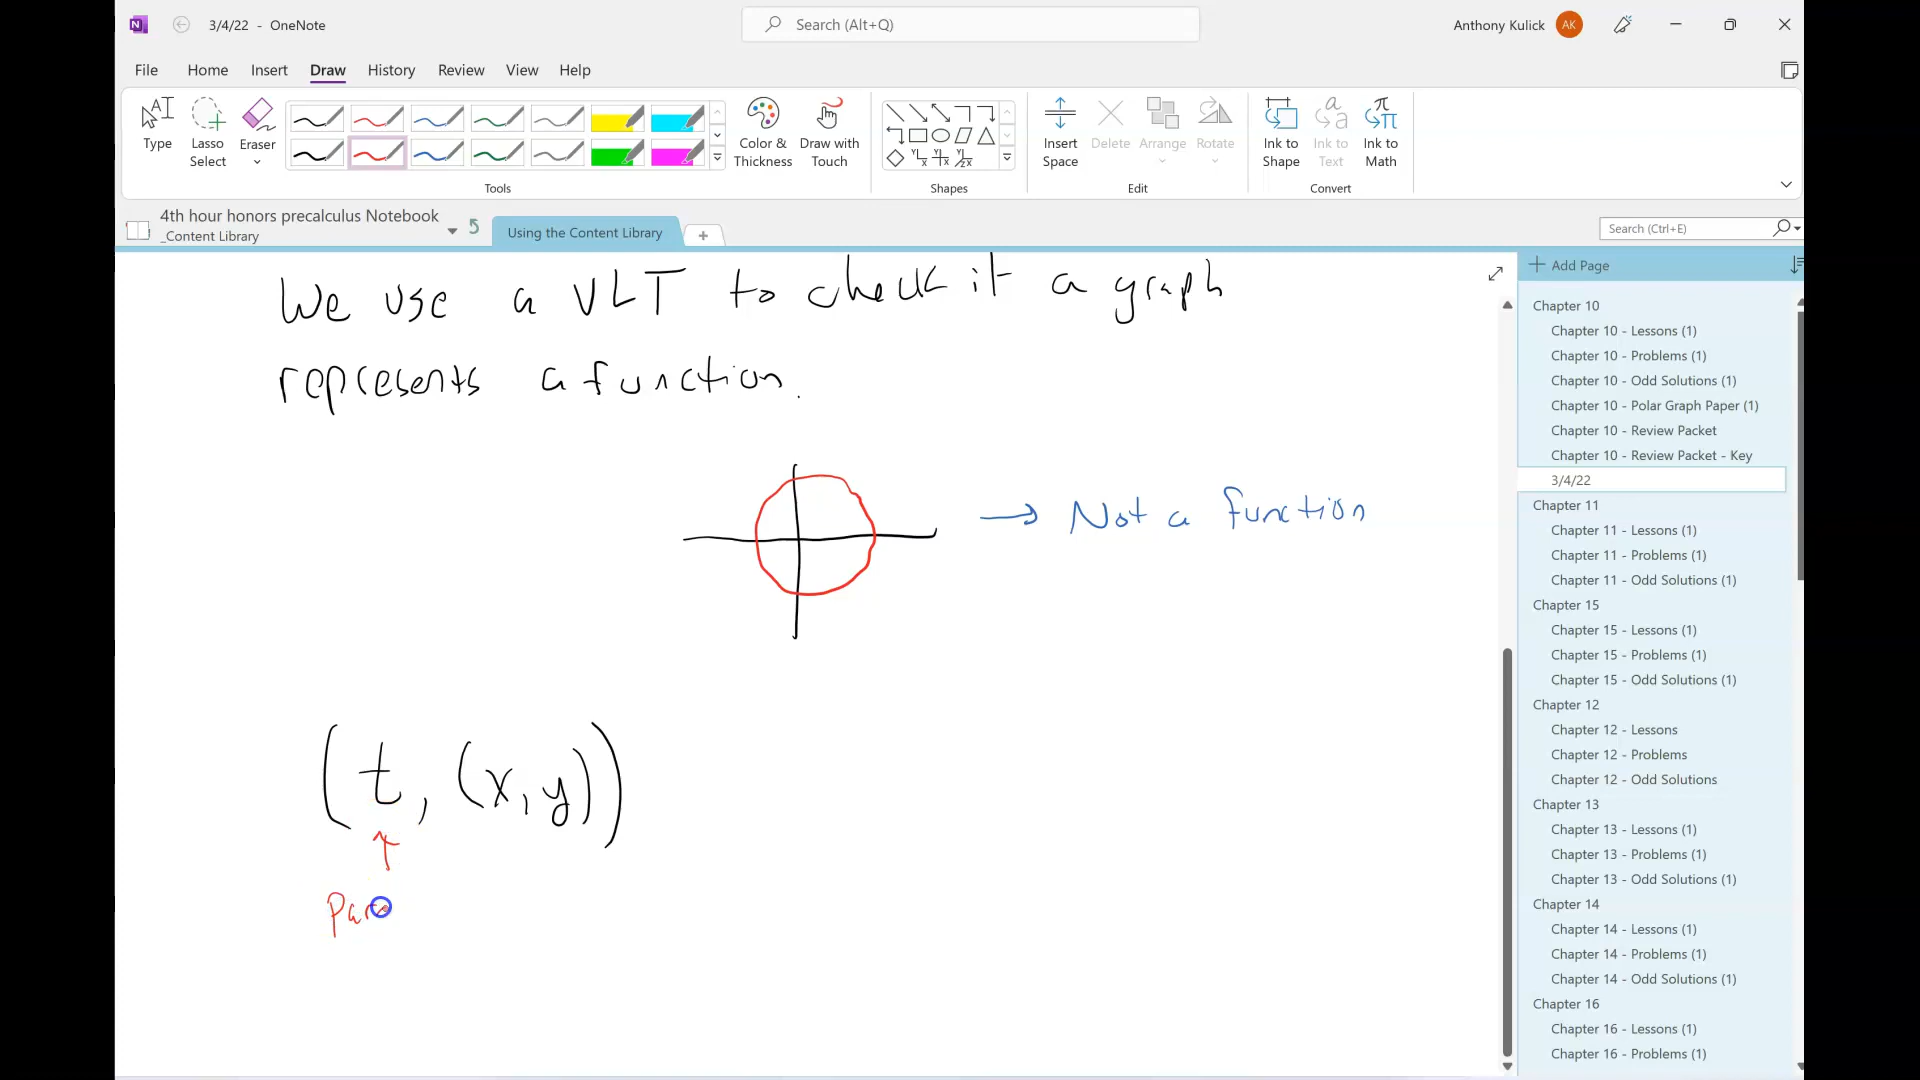 3/4/22 - OneNote
Search (Alt+Q)
Anthony Kulick AK
File Home Insert Draw History Review View Help
Type
Lasso Select
Eraser
Color & Thickness
Draw with Touch
Insert Space
Delete
Arrange
Rotate
Ink to Shape
Ink to Text
Ink to Math
Tools
Shapes
Edit
Convert
4th hour honors precalculus Notebook
_Content Library
Using the Content Library
Search (Ctrl+E)
We use a VLT to check if a graph
represents a function.
→ Not a function
(t, (x,y))
Par
Add Page
Chapter 10
Chapter 10 - Lessons (1)
Chapter 10 - Problems (1)
Chapter 10 - Odd Solutions (1)
Chapter 10 - Polar Graph Paper (1)
Chapter 10 - Review Packet
Chapter 10 - Review Packet - Key
3/4/22
Chapter 11
Chapter 11 - Lessons (1)
Chapter 11 - Problems (1)
Chapter 11 - Odd Solutions (1)
Chapter 15
Chapter 15 - Lessons (1)
Chapter 15 - Problems (1)
Chapter 15 - Odd Solutions (1)
Chapter 12
Chapter 12 - Lessons
Chapter 12 - Problems
Chapter 12 - Odd Solutions
Chapter 13
Chapter 13 - Lessons (1)
Chapter 13 - Problems (1)
Chapter 13 - Odd Solutions (1)
Chapter 14
Chapter 14 - Lessons (1)
Chapter 14 - Problems (1)
Chapter 14 - Odd Solutions (1)
Chapter 16
Chapter 16 - Lessons (1)
Chapter 16 - Problems (1)